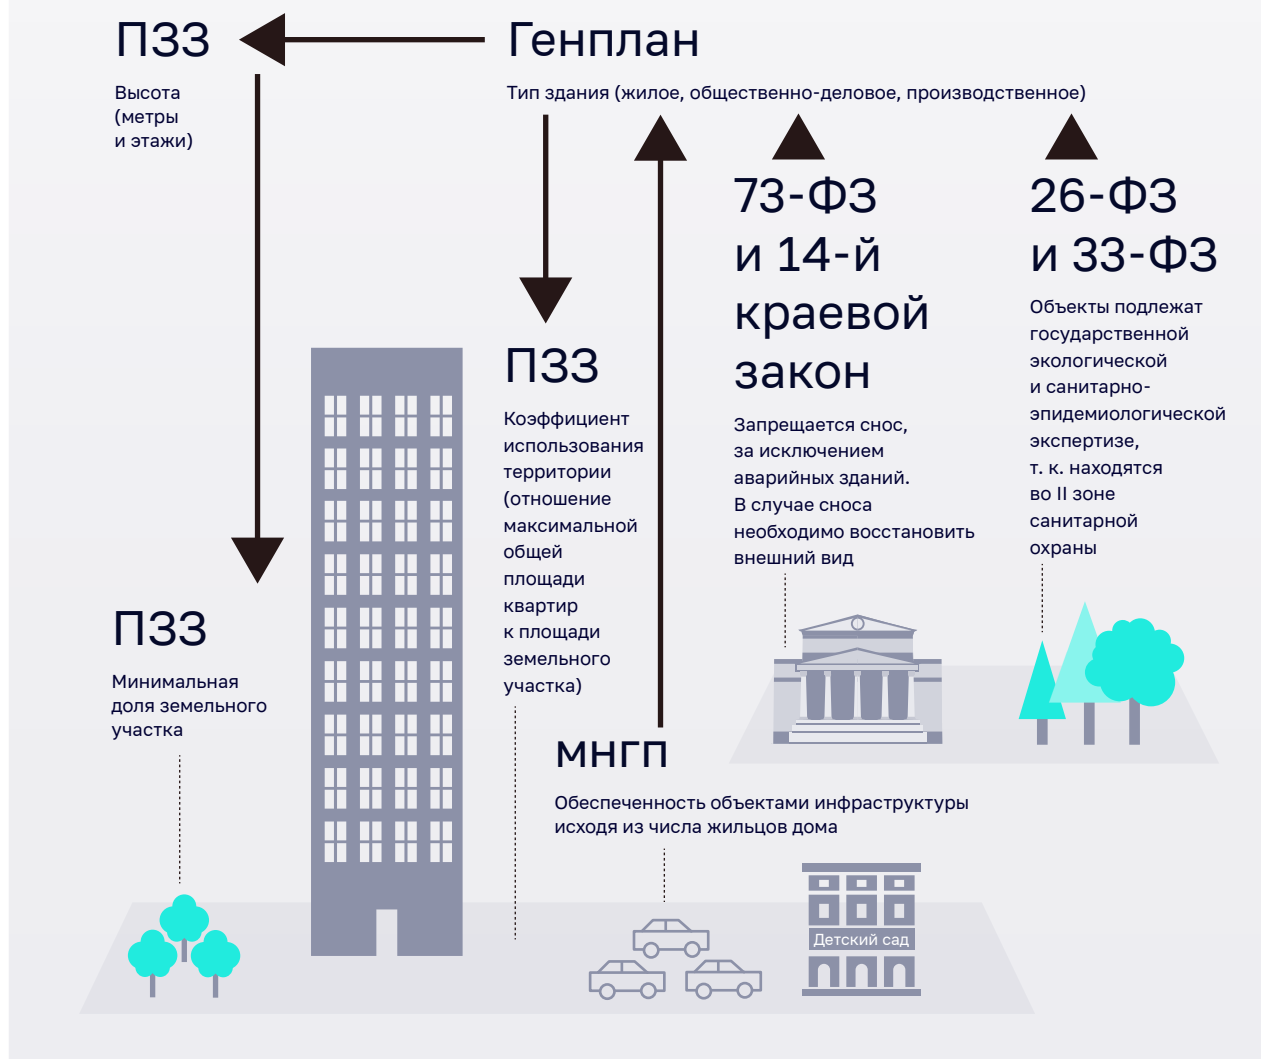 ПЗЗ
Высота
(метры
и этажи)
Генплан
Тип здания (жилое, общественно-деловое, производственное)
ПЗЗ
Коэффициент
использования
территории
(отношение
максимальной
общей
площади
квартир
к площади
земельного
участка)
73-ФЗ
и 14-й
краевой
закон
Запрещается снос,
за исключением
аварийных зданий.
В случае сноса
необходимо восстановить
внешний вид
26-ФЗ
и 33-ФЗ
Объекты подлежат
государственной
экологической
и санитарно-
эпидемиологической
экспертизе,
т. к. находятся
во II зоне
санитарной
охраны
ПЗЗ
Минимальная
доля земельного
участка
МНГП
Обеспеченность объектами инфраструктуры
исходя из числа жильцов дома
Детский сад